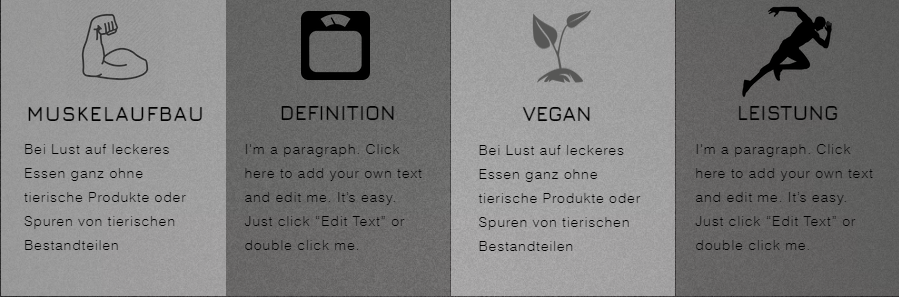 MUSKELAUFBAU
Bei Lust auf leckeres
Essen ganz ohne
tierische Produkte oder
Spuren von tierischen
Bestandteilen
DEFINITION
I'm a paragraph. Click
here to add your own text
and edit me. It's easy.
Just click "Edit Text" or
double click me.
VEGAN
Bei Lust auf leckeres
Essen ganz ohne
tierische Produkte oder
Spuren von tierischen
Bestandteilen
LEISTUNG
I'm a paragraph. Click
here to add your own text
and edit me. It's easy.
Just click "Edit Text" or
double click me.